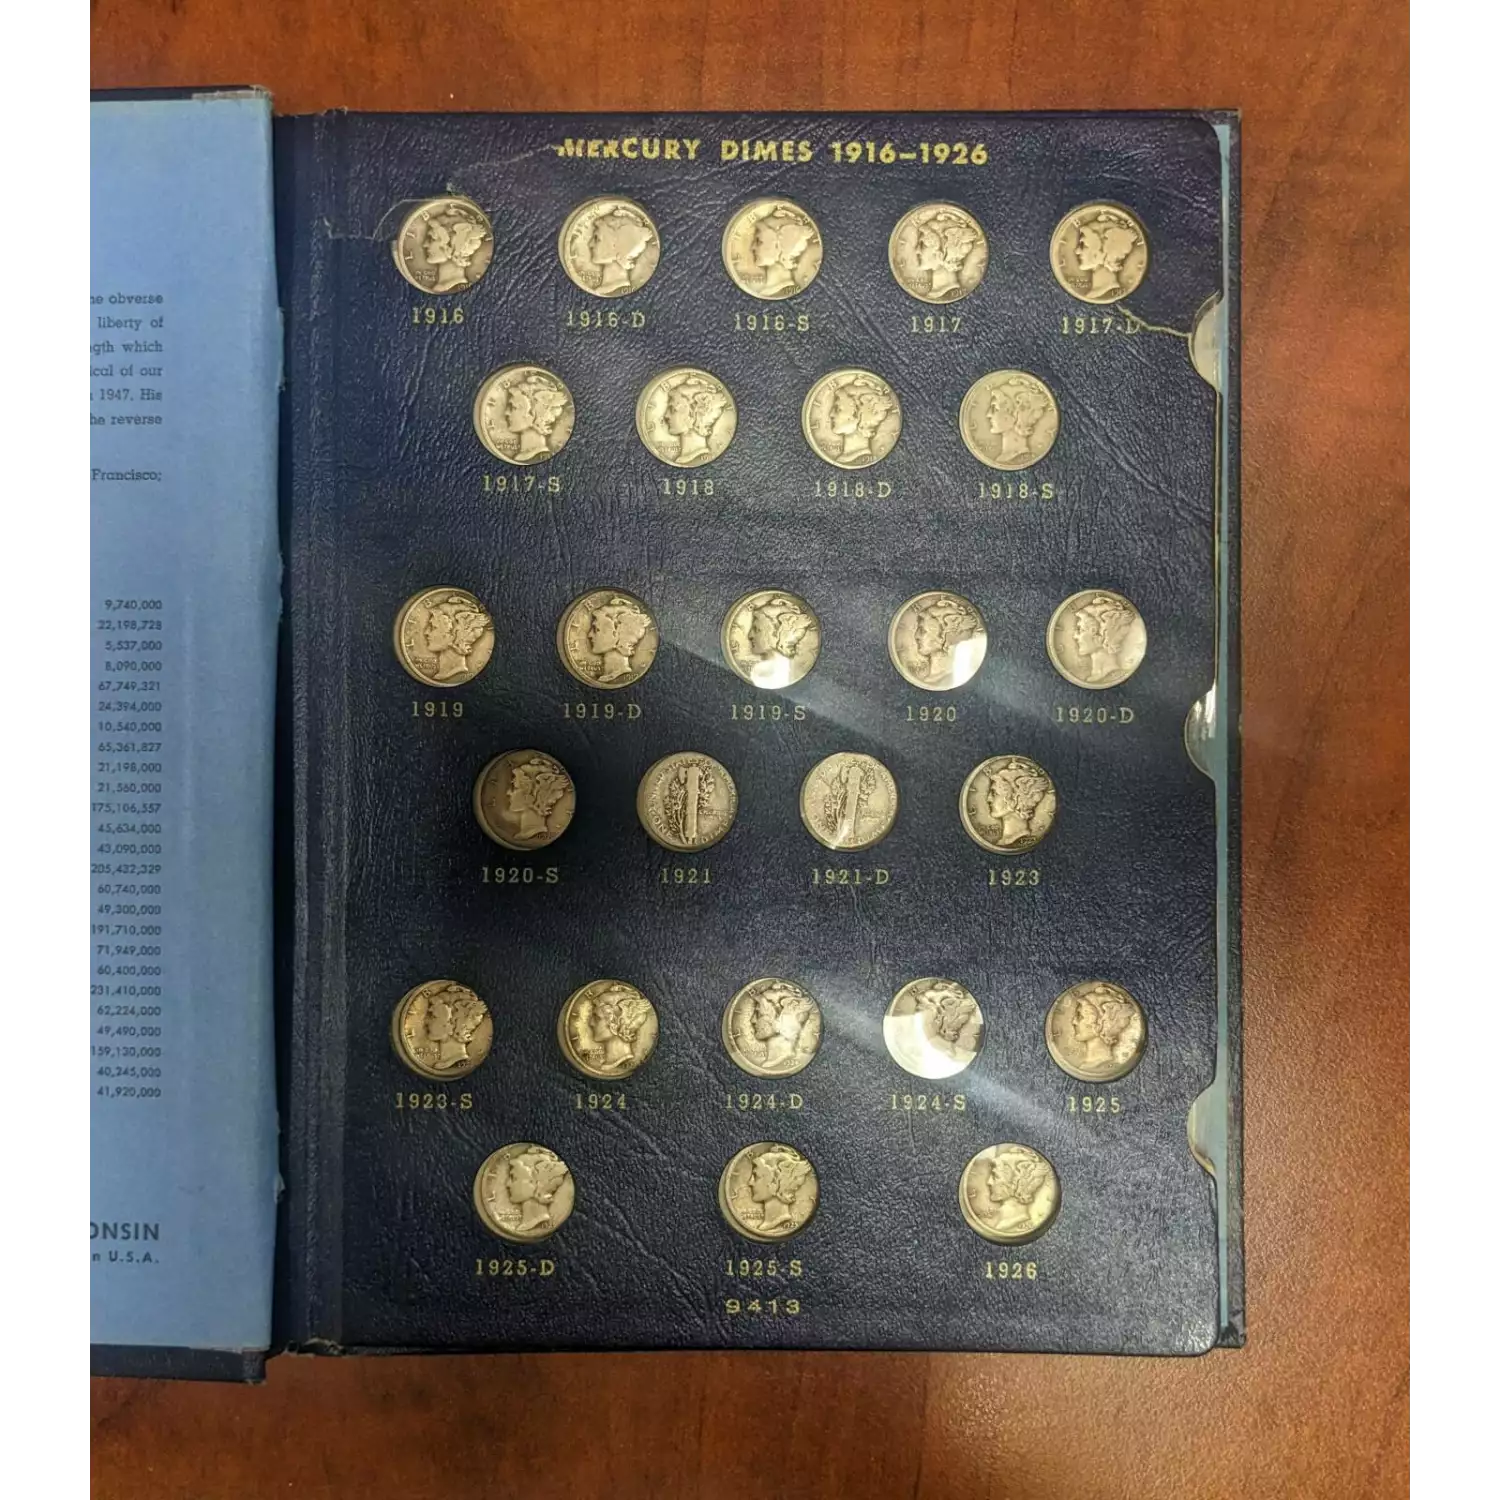 he obverse
liberty of
gth which
ical of our
1947. His
he reverse
Francisco;
9,740,000
22,198,728
5,537,000
8,090,000
67,749,321
24,394,000
10,540,000
65,361,827
21,198,000
21,560,000
175,106,557
45,634,000
43,090,000
205,432,329
60,740,000
49,300,000
191,710,000
71,949,000
60,400,000
231,410,000
62,224,000
49,490,000
159,130,000
40,245,000
41,920,000
ONSIN
n U.S.A.
MERCURY DIMES 1916-1926
1916 1916-D 1916-S 1917 1917-D
1917-S 1918 1918-D 1918-S
1919 1919-D 1919-S 1920 1920-D
1920-S 1921 1921-D 1923
1923-S 1924 1924-D 1924-S 1925
1925-D 1925-S 1926
9413